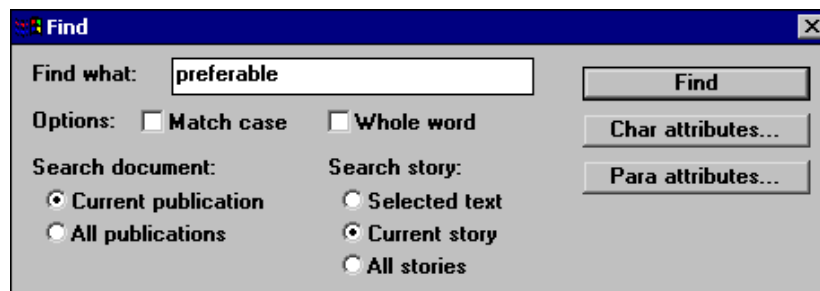 Find
Find what: preferable
Find
Options: Match case Whole word
Char attributes...
Search document: Search story:
Para attributes...
Current publication Selected text
All publications Current story
All stories